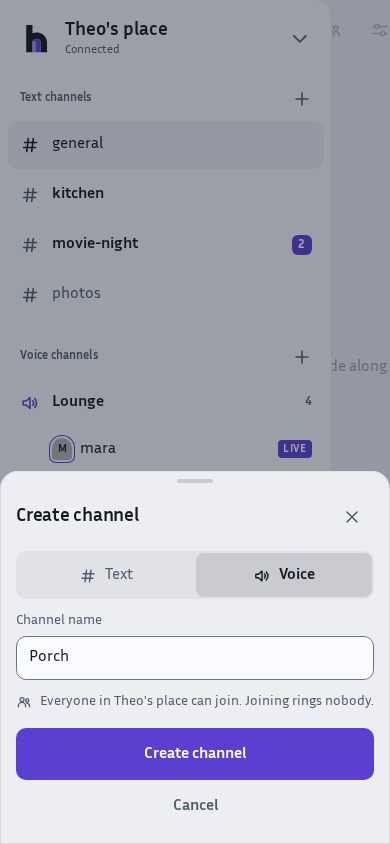 Theo's place
Connected
Text channels
general
kitchen
movie-night
2
photos
de along
Voice channels
Lounge
4
M
mara
LIVE
Create channel
Text
Voice
Channel name
Porch
Everyone in Theo's place can join. Joining rings nobody.
Create channel
Cancel